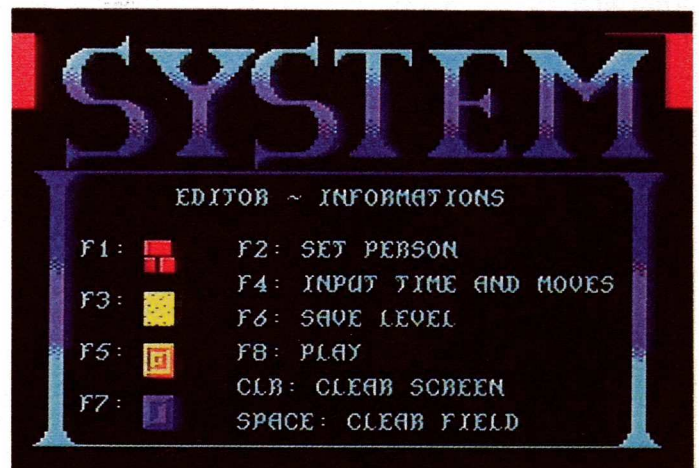 SYSTEM
EDITOR ~ INFORMATIONS
F1:
F2: SET PERSON
F4: INPUT TIME AND MOVES
F3:
F6: SAVE LEVEL
F5:
F8: PLAY
CLR: CLEAR SCREEN
F7:
SPACE: CLEAR FIELD